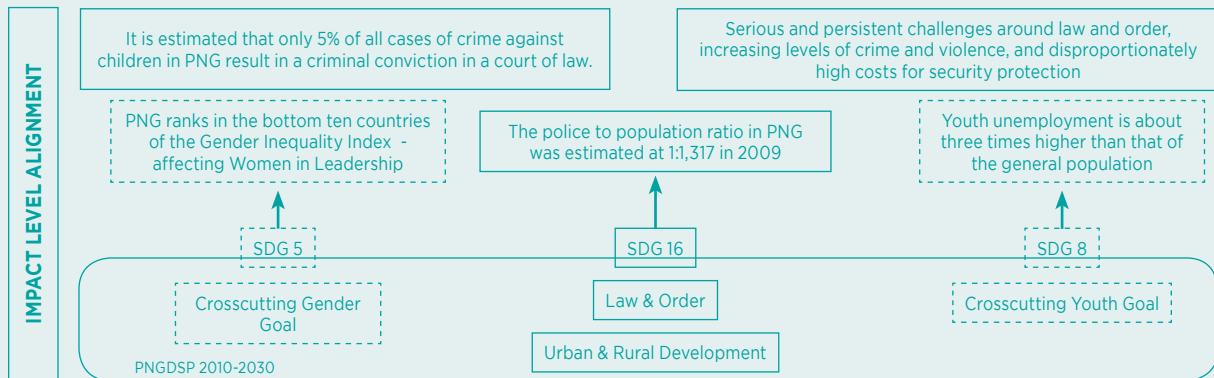 IMPACT LEVEL ALIGNMENT
It is estimated that only 5% of all cases of crime against
children in PNG result in a criminal conviction in a court of law.
Serious and persistent challenges around law and order,
increasing levels of crime and violence, and disproportionately
high costs for security protection
PNG ranks in the bottom ten countries
of the Gender Inequality Index -
affecting Women in Leadership
The police to population ratio in PNG
was estimated at 1:1,317 in 2009
Youth unemployment is about
three times higher than that of
the general population
SDG 5
SDG 16
SDG 8
Crosscutting Gender
Goal
Law & Order
Crosscutting Youth Goal
Urban & Rural Development
PNGDSP 2010-2030